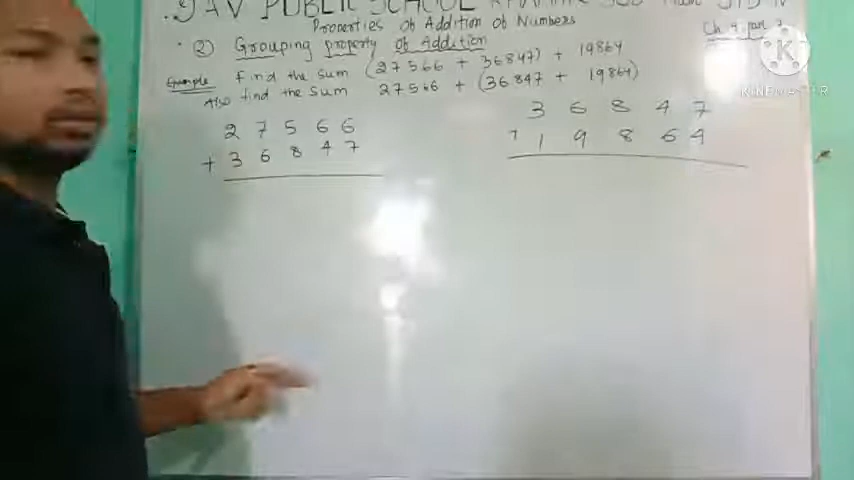 DAV PUBLIC SCHOOL
Properties of Addition of Numbers
Ch 4 part 2
(2) Grouping property of Addition
Example Find the sum (27566 + 36847) + 19864
Also find the sum 27566 + (36847 + 19864)
2 7 5 6 6
+ 3 6 8 4 7
3 6 8 4 7
+ 1 9 8 6 4
KINEMASTER